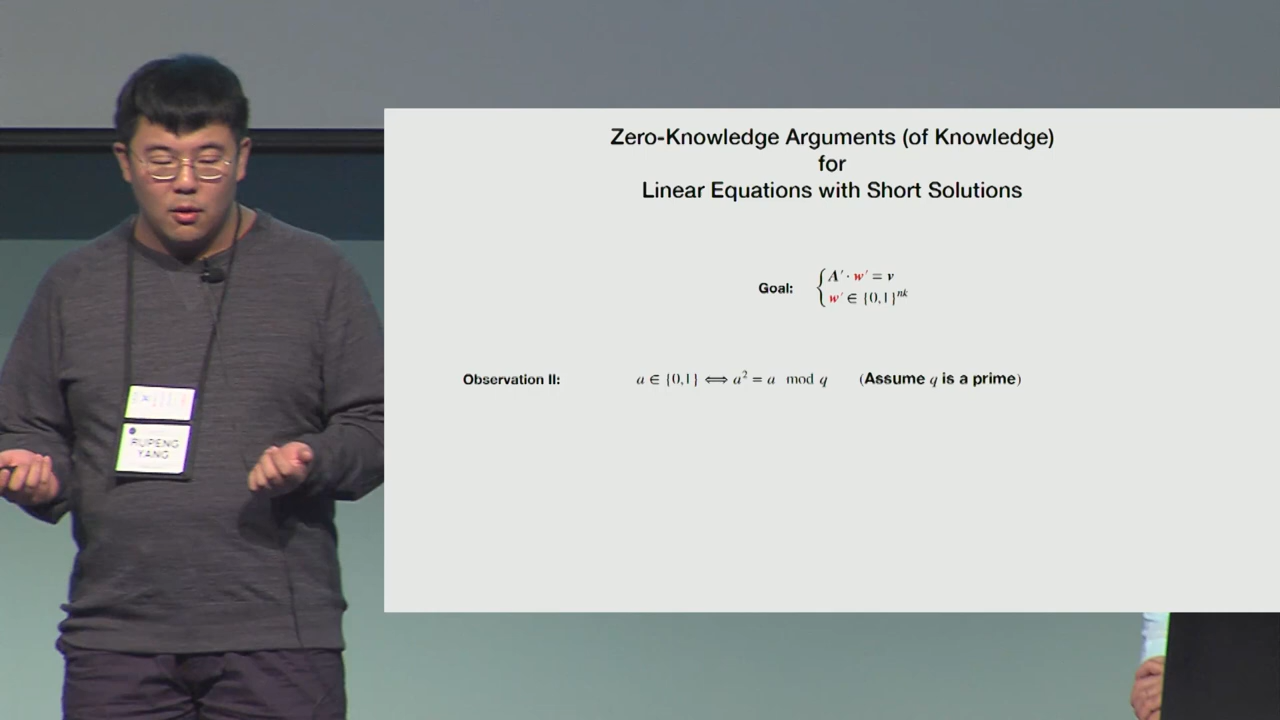 Zero-Knowledge Arguments (of Knowledge)
for
Linear Equations with Short Solutions
Goal: { A′ · w′ = v
w′ ∈ {0,1}ⁿᵏ
Observation II: a ∈ {0,1} ⟺ a² = a mod q (Assume q is a prime)
RUPENG
YANG